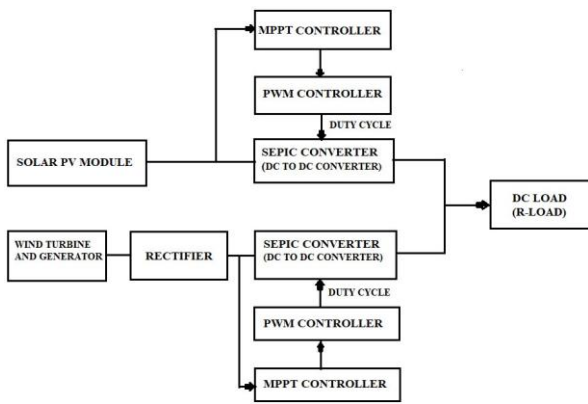 MPPT CONTROLLER
PWM CONTROLLER
DUTY CYCLE
SOLAR PV MODULE
SEPIC CONVERTER
(DC TO DC CONVERTER)
DC LOAD
(R-LOAD)
WIND TURBINE
AND GENERATOR
RECTIFIER
SEPIC CONVERTER
(DC TO DC CONVERTER)
DUTY CYCLE
PWM CONTROLLER
MPPT CONTROLLER